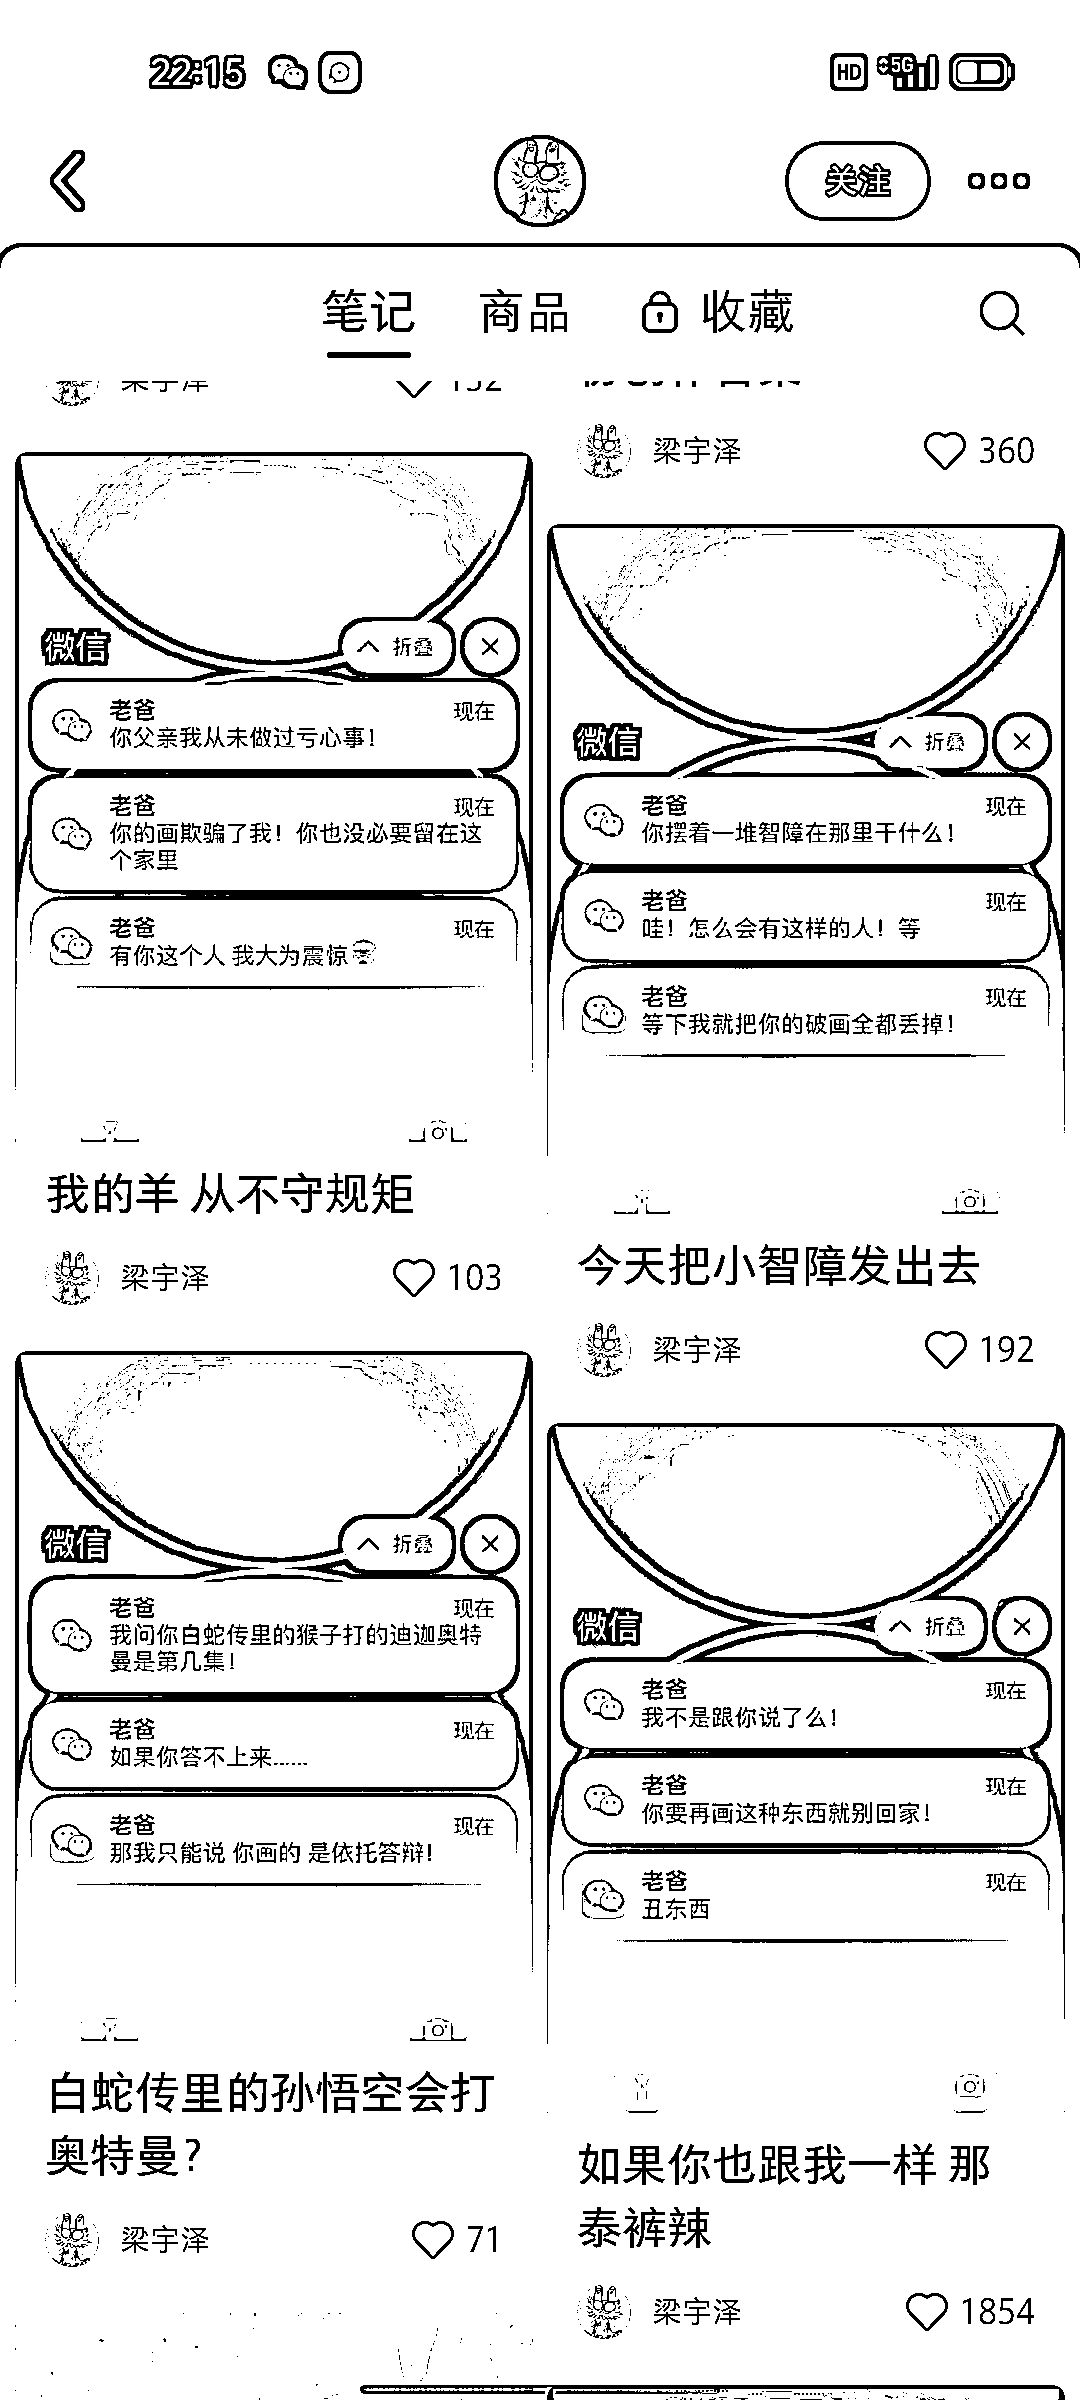 22:15
HD 5G
关注
笔记 商品 收藏
梁宇泽 132
梁宇泽 360
微信 折叠
老爸 现在
你父亲我从未做过亏心事！
老爸 现在
你的画欺骗了我！你也没必要留在这
个家里
老爸 现在
有你这个人 我大为震惊
我的羊 从不守规矩
梁宇泽 103
微信 折叠
老爸 现在
你摆着一堆智障在那里干什么！
老爸 现在
哇！怎么会有这样的人！等
老爸 现在
等下我就把你的破画全都丢掉！
今天把小智障发出去
梁宇泽 192
微信 折叠
老爸 现在
我问你白蛇传里的猴子打的迪迦奥特
曼是第几集！
老爸 现在
如果你答不上来……
老爸 现在
那我只能说 你画的 是依托答辩！
白蛇传里的孙悟空会打
奥特曼？
梁宇泽 71
微信 折叠
老爸 现在
我不是跟你说了么！
老爸 现在
你要再画这种东西就别回家！
老爸 现在
丑东西
如果你也跟我一样 那
泰裤辣
梁宇泽 1854